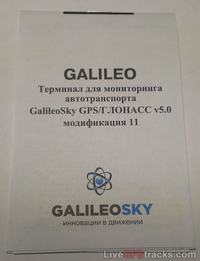 GALILEO
Терминал для мониторинга
автотранспорта
GalileoSky GPS/ГЛОНАСС v5.0
модификация 11
GALILEOSKY
инновации в движении
LiveGPStracks.com